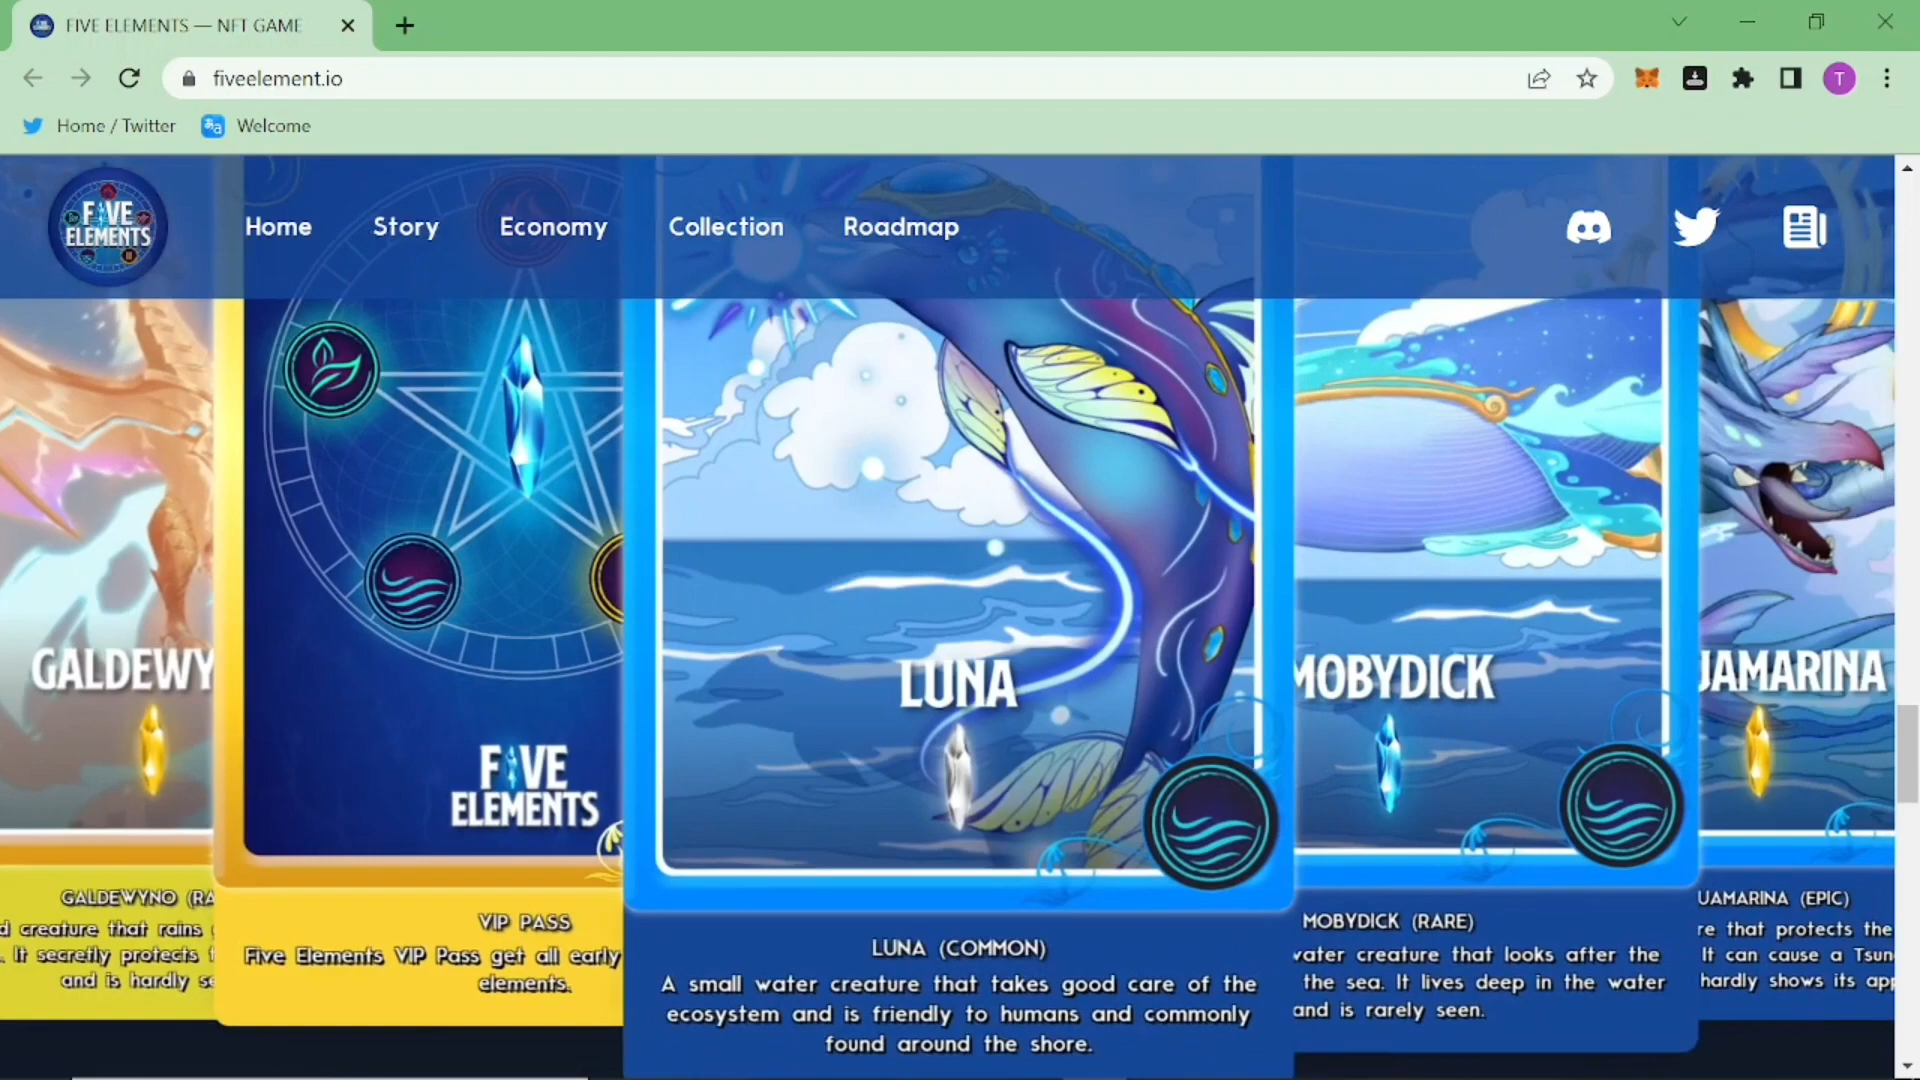 FIVE ELEMENTS — NFT GAME
fiveelement.io
T
Home / Twitter
Welcome
FIVE
ELEMENTS
Home
Story
Economy
Collection
Roadmap
GALDEWY
FIVE
ELEMENTS
LUNA
MOBYDICK
UAMARINA
GALDEWYNO (RA
d creature that rains
. It secretly protects
and is hardly se
VIP PASS
Five Elements VIP Pass get all early
elements.
LUNA (COMMON)
A small water creature that takes good care of the
ecosystem and is friendly to humans and commonly
found around the shore.
MOBYDICK (RARE)
water creature that looks after the
the sea. It lives deep in the water
and is rarely seen.
UAMARINA (EPIC)
re that protects the
It can cause a Tsun
hardly shows its app